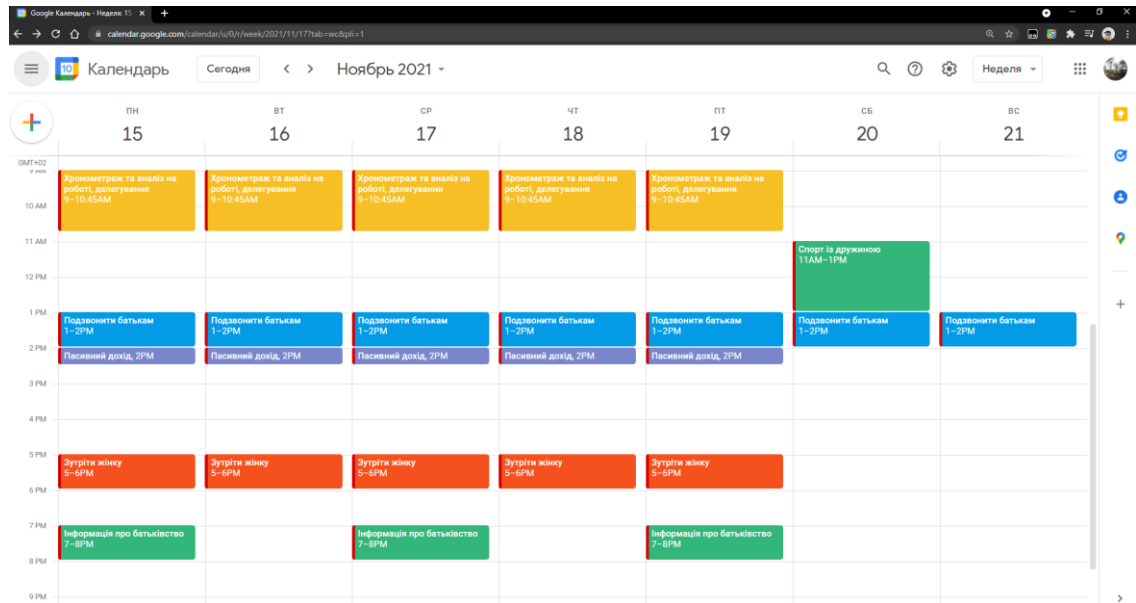 Google Календарь - Неделя: 15
calendar.google.com/calendar/u/0/r/week/2021/11/17?tab=wc&pli=1
10
Календарь
Сегодня
Ноябрь 2021
Неделя
ПН
ВТ
СР
ЧТ
ПТ
СБ
ВС
15
16
17
18
19
20
21
GMT+02
9 AM
Хронометраж та аналіз на
роботі, делегування
9–10:45AM
Хронометраж та аналіз на
роботі, делегування
9–10:45AM
Хронометраж та аналіз на
роботі, делегування
9–10:45AM
Хронометраж та аналіз на
роботі, делегування
9–10:45AM
Хронометраж та аналіз на
роботі, делегування
9–10:45AM
10 AM
11 AM
Спорт із дружиною
11AM–1PM
12 PM
1 PM
Подзвонити батькам
1–2PM
Подзвонити батькам
1–2PM
Подзвонити батькам
1–2PM
Подзвонити батькам
1–2PM
Подзвонити батькам
1–2PM
Подзвонити батькам
1–2PM
Подзвонити батькам
1–2PM
2 PM
Пасивний дохід, 2PM
Пасивний дохід, 2PM
Пасивний дохід, 2PM
Пасивний дохід, 2PM
Пасивний дохід, 2PM
3 PM
4 PM
5 PM
Зутріти жінку
5–6PM
Зутріти жінку
5–6PM
Зутріти жінку
5–6PM
Зутріти жінку
5–6PM
Зутріти жінку
5–6PM
6 PM
7 PM
Інформація про батьківство
7–8PM
Інформація про батьківство
7–8PM
Інформація про батьківство
7–8PM
8 PM
9 PM